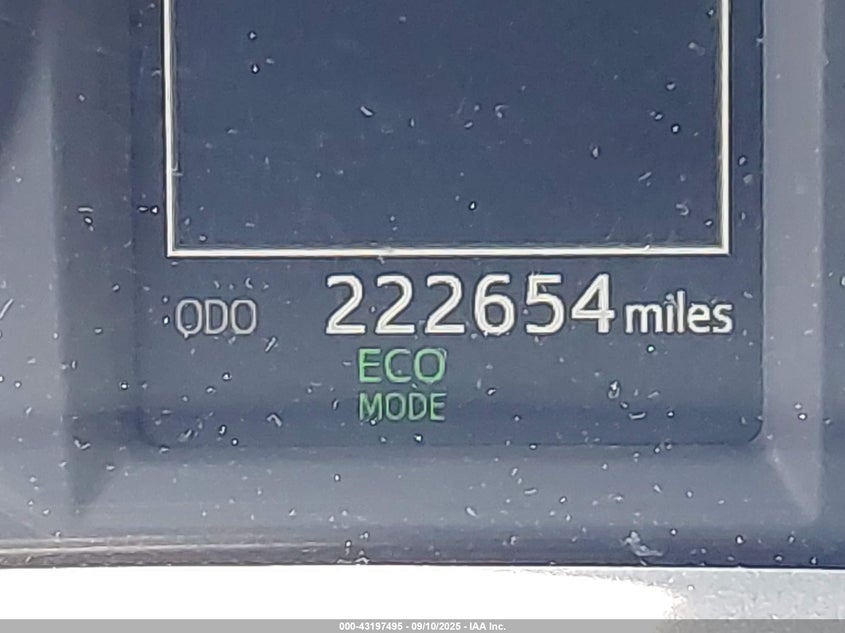 ODO 222654 miles
ECO
MODE
000-43197495 - 09/10/2025 - IAA Inc.